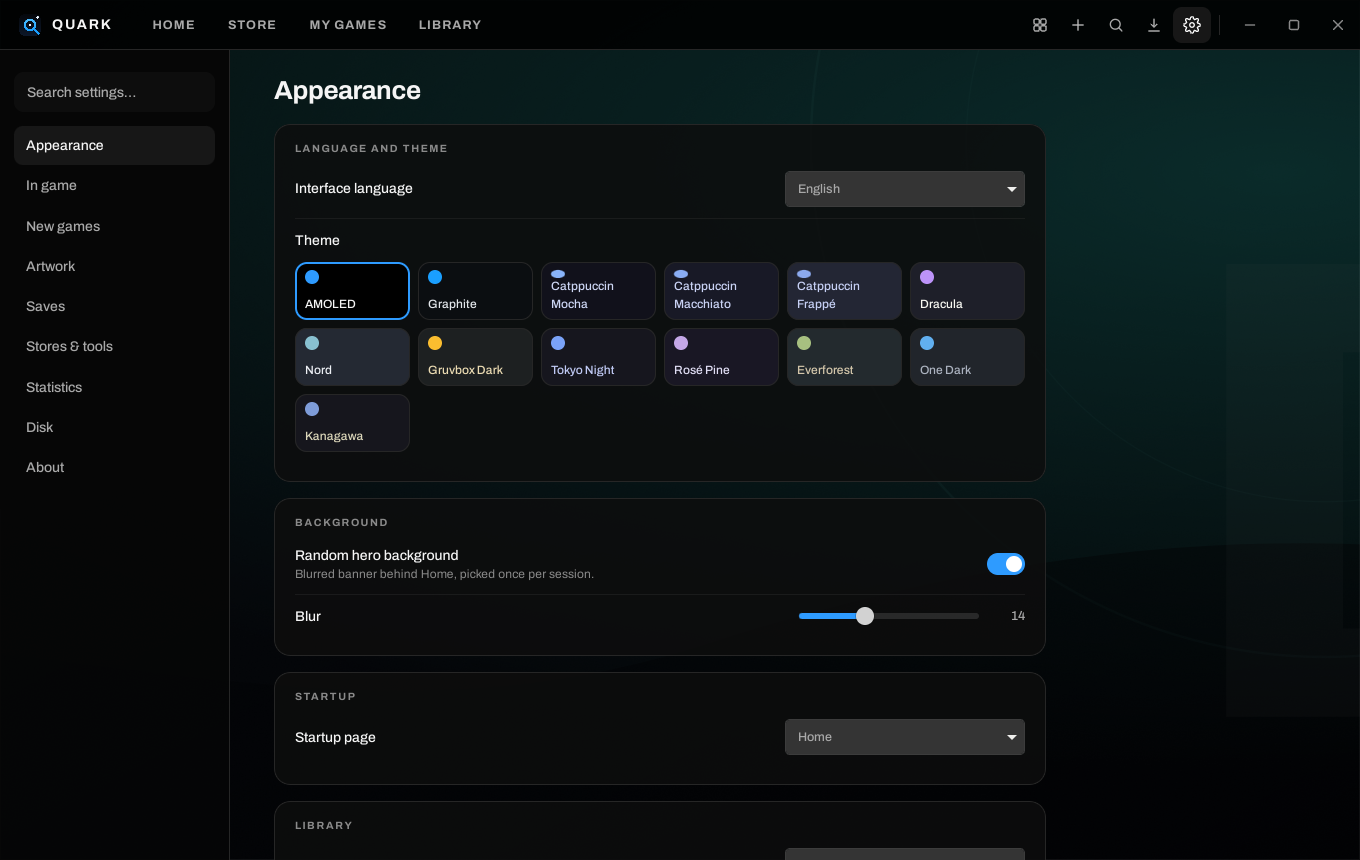 QUARK HOME STORE MY GAMES LIBRARY
Search settings...
Appearance
In game
New games
Artwork
Saves
Stores & tools
Statistics
Disk
About
Appearance
LANGUAGE AND THEME
Interface language English
Theme
AMOLED
Graphite
Catppuccin
Mocha
Catppuccin
Macchiato
Catppuccin
Frappé
Dracula
Nord
Gruvbox Dark
Tokyo Night
Rosé Pine
Everforest
One Dark
Kanagawa
BACKGROUND
Random hero background
Blurred banner behind Home, picked once per session.
Blur 14
STARTUP
Startup page Home
LIBRARY